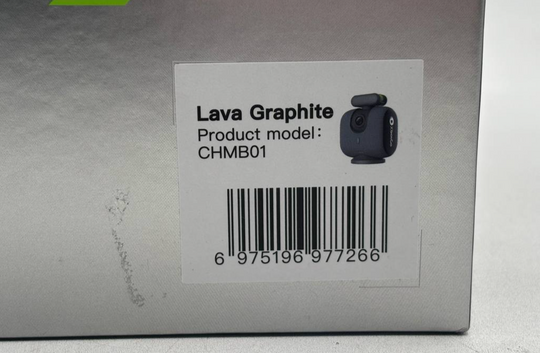 Lava Graphite
Product model:
CHMB01
6 975196 977266